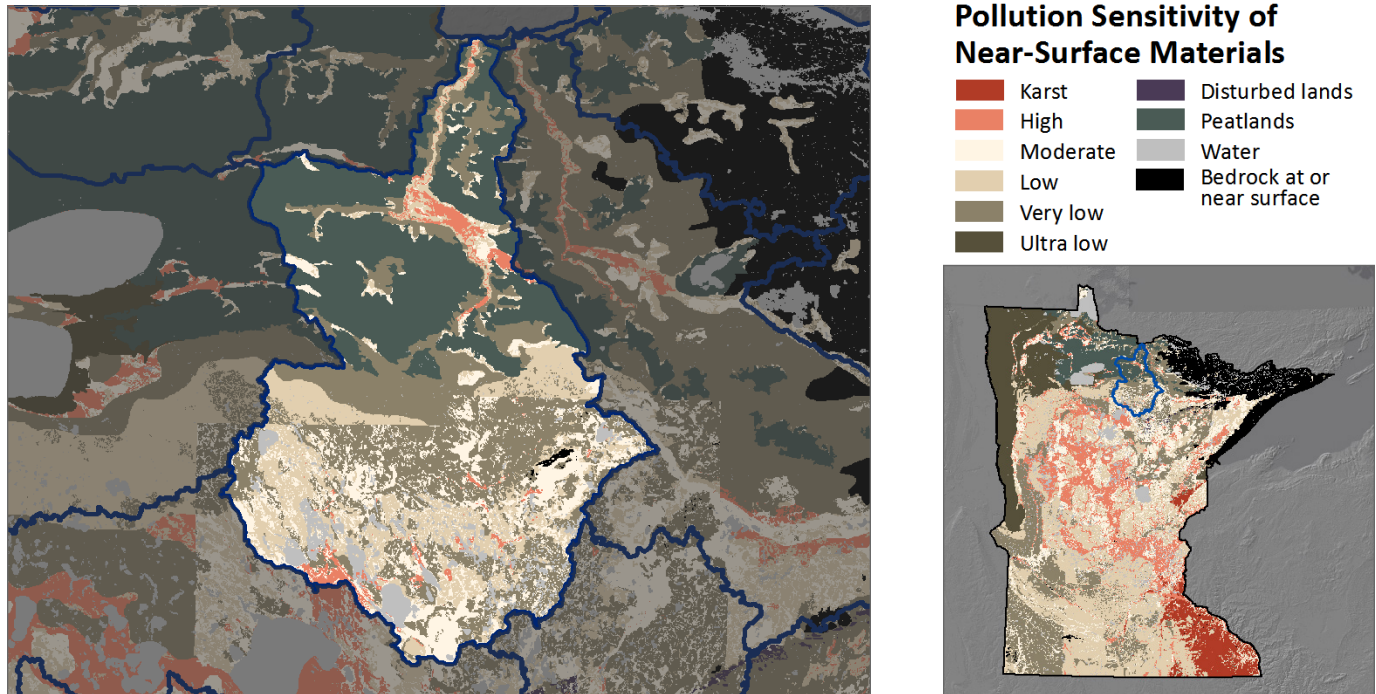 Pollution Sensitivity of
Near-Surface Materials
Karst
High
Moderate
Low
Very low
Ultra low
Disturbed lands
Peatlands
Water
Bedrock at or
near surface